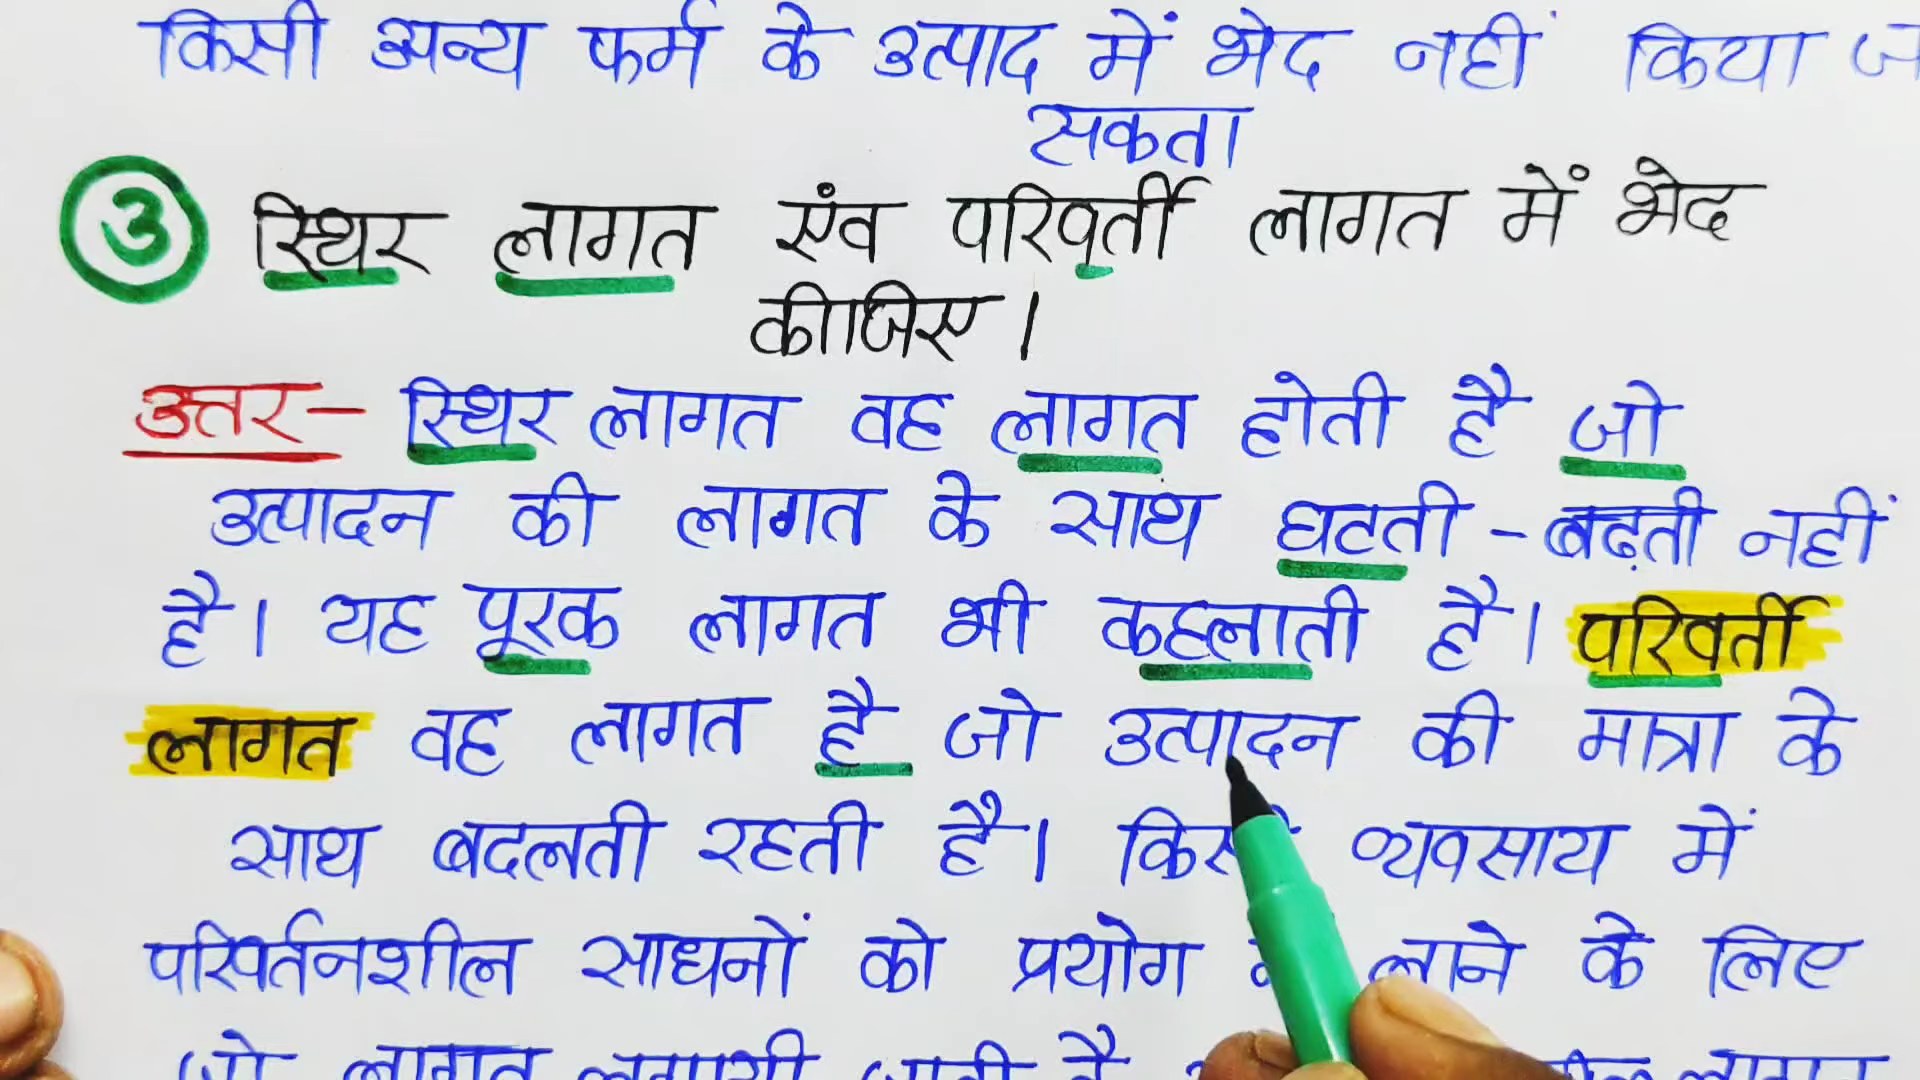 किसी अन्य फर्म के उत्पाद में भेद नहीं किया
सकता
③ स्थिर लागत एंव परिवर्ती लागत में भेद
कीजिए।
उत्तर- स्थिर लागत वह लागत होती है जो
उत्पादन की लागत के साथ घटती - बढ़ती नहीं
है। यह पूरक लागत भी कहलाती है। परिवर्ती
लागत वह लागत है जो उत्पादन की मात्रा के
साथ बदलती रहती है। व्यवसाय में
परिवर्तनशील साधनों को प्रयोग लाने के लिए
जो लागत